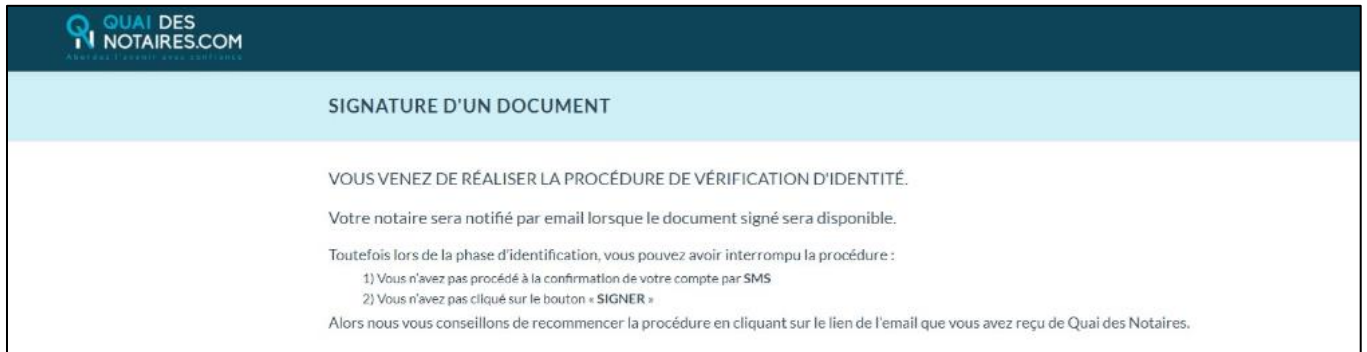 QUAI DES
NOTAIRES.COM
Abordez l'avenir avec confiance
SIGNATURE D'UN DOCUMENT
VOUS VENEZ DE RÉALISER LA PROCÉDURE DE VÉRIFICATION D'IDENTITÉ.
Votre notaire sera notifié par email lorsque le document signé sera disponible.
Toutefois lors de la phase d'identification, vous pouvez avoir interrompu la procédure :
1) Vous n'avez pas procédé à la confirmation de votre compte par SMS
2) Vous n'avez pas cliqué sur le bouton « SIGNER »
Alors nous vous conseillons de recommencer la procédure en cliquant sur le lien de l'email que vous avez reçu de Quai des Notaires.